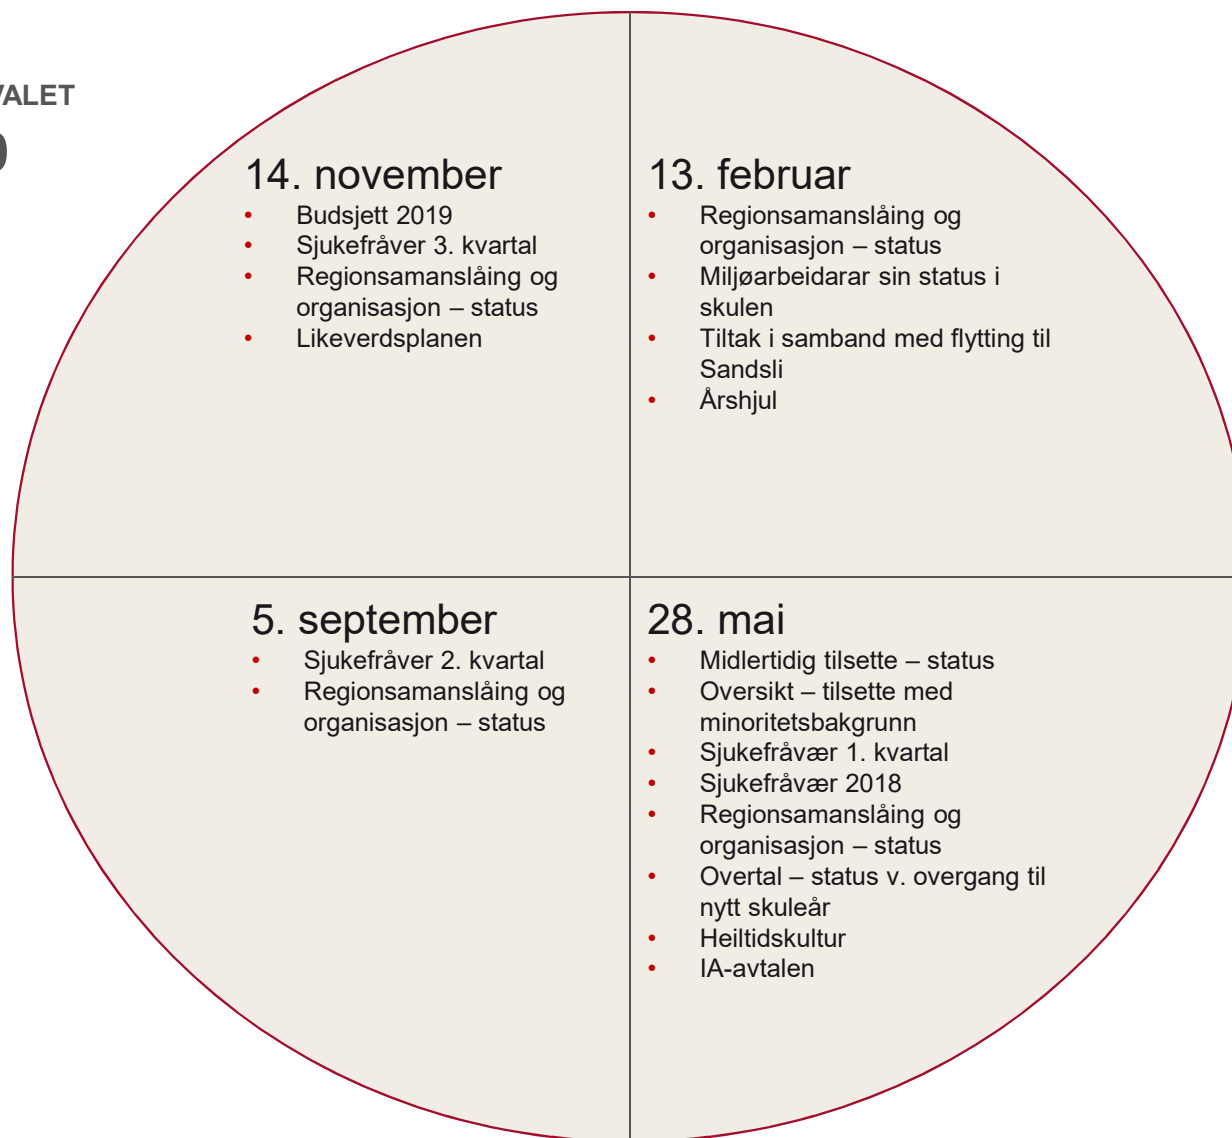 VALET
14. november
• Budsjett 2019
• Sjukefråver 3. kvartal
• Regionsamanslåing og
organisasjon – status
• Likeverdsplanen
13. februar
• Regionsamanslåing og
organisasjon – status
• Miljøarbeidarar sin status i
skulen
• Tiltak i samband med flytting til
Sandsli
• Årshjul
5. september
• Sjukefråver 2. kvartal
• Regionsamanslåing og
organisasjon – status
28. mai
• Midlertidig tilsette – status
• Oversikt – tilsette med
minoritetsbakgrunn
• Sjukefråvær 1. kvartal
• Sjukefråvær 2018
• Regionsamanslåing og
organisasjon – status
• Overtal – status v. overgang til
nytt skuleår
• Heiltidskultur
• IA-avtalen